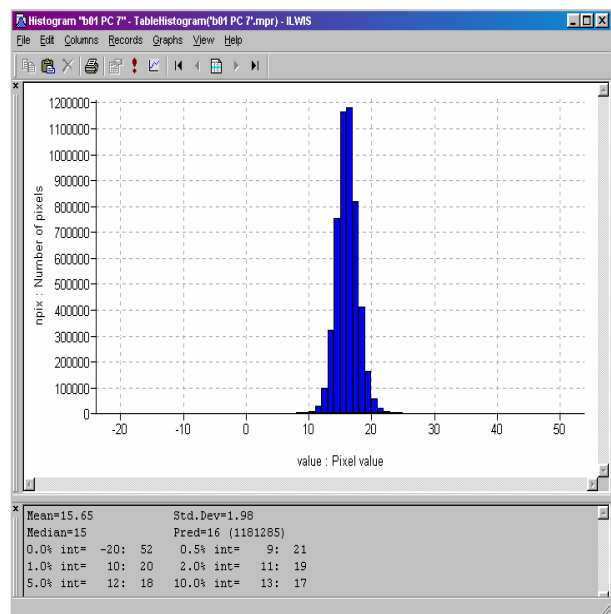 Histogram "b01 PC 7" - TableHistogram('b01 PC 7'.mpr) - ILWIS
File Edit Columns Records Graphs View Help
1200000
1100000
1000000
900000
800000
700000
600000
500000
400000
300000
200000
100000
0
npix : Number of pixels
-20 -10 0 10 20 30 40 50
value : Pixel value
Mean=15.65 Std.Dev=1.98
Median=15 Pred=16 (1181285)
0.0% int= -20: 52 0.5% int= 9: 21
1.0% int= 10: 20 2.0% int= 11: 19
5.0% int= 12: 18 10.0% int= 13: 17